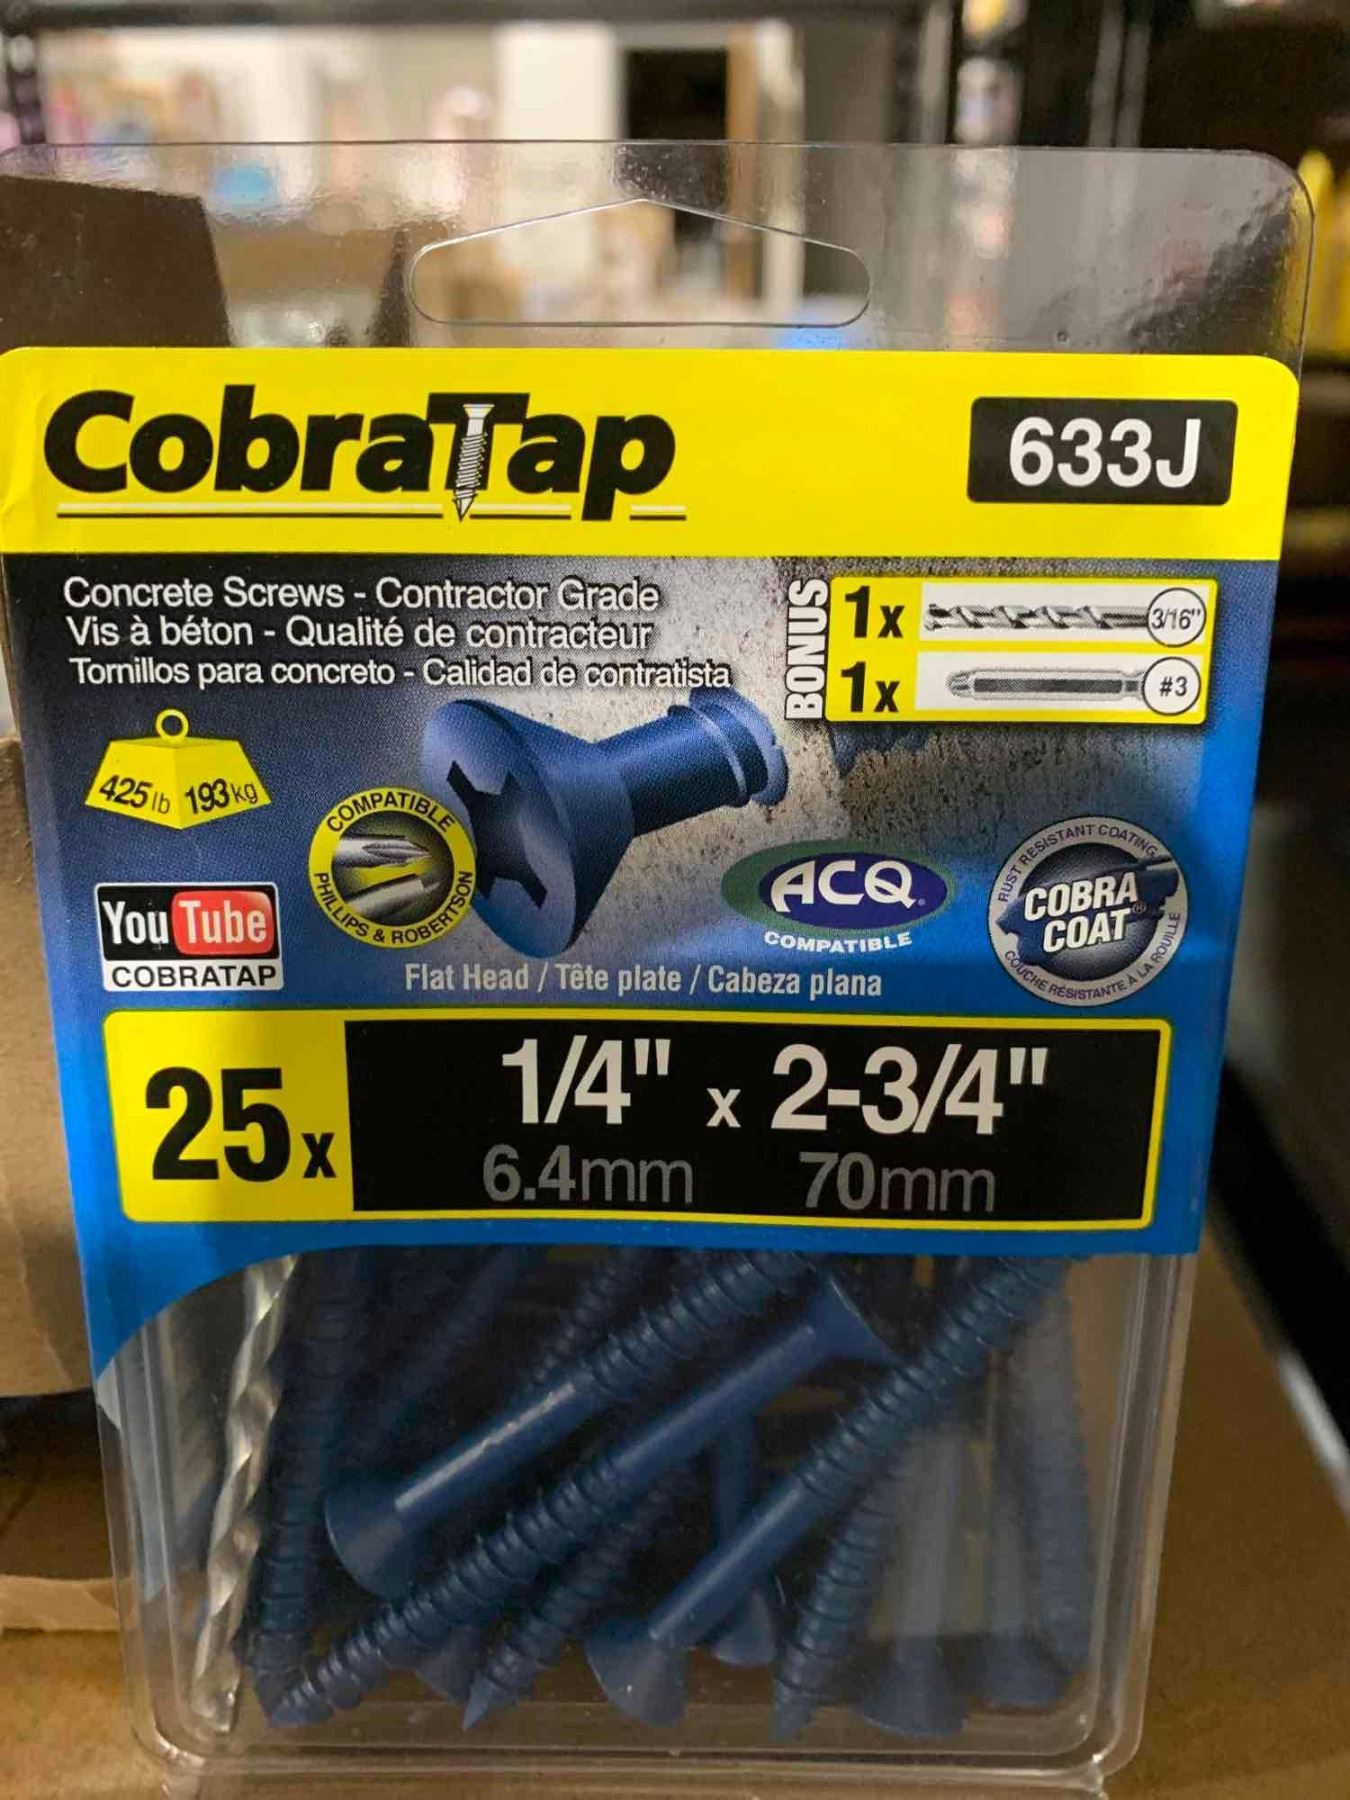 CobraTap
633J
Concrete Screws - Contractor Grade
Vis à béton - Qualité de contracteur
Tornillos para concreto - Calidad de contratista
BONUS
1x 3/16"
1x #3
425lb 193kg
COMPATIBLE
PHILLIPS & ROBERTSON
YouTube
COBRATAP
ACQ
COMPATIBLE
RUST RESISTANT COATING
COBRA
COAT®
COUCHE RÉSISTANTE À LA ROUILLE
Flat Head / Tête plate / Cabeza plana
25x
1/4" x 2-3/4"
6.4mm 70mm